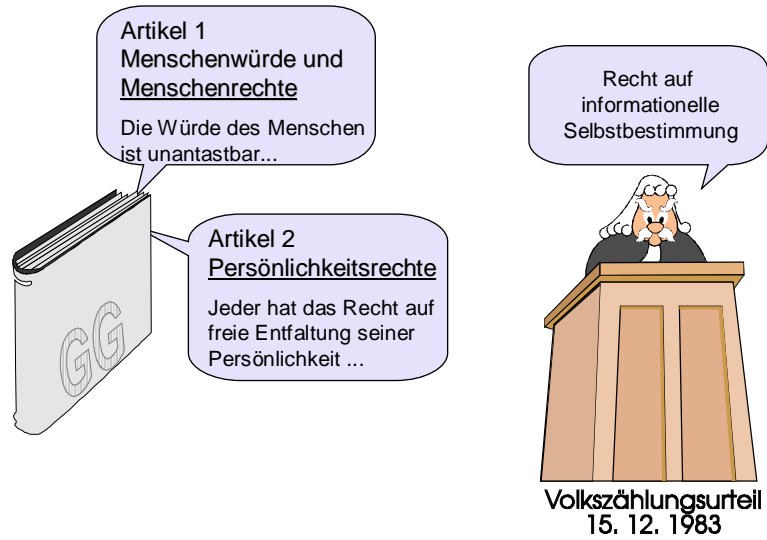 Artikel 1
Menschenwürde und
Menschenrechte
Die Würde des Menschen
ist unantastbar...
Artikel 2
Persönlichkeitsrechte
Jeder hat das Recht auf
freie Entfaltung seiner
Persönlichkeit ...
GG
Recht auf
informationelle
Selbstbestimmung
Volkszählungsurteil
15. 12. 1983